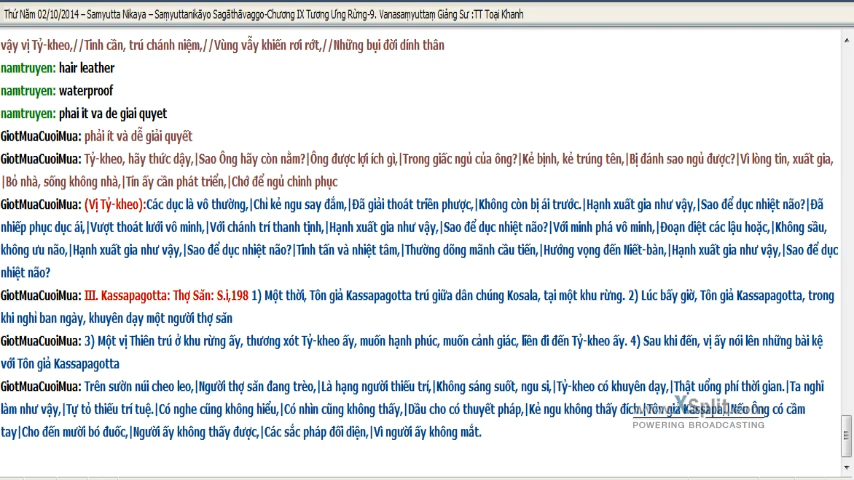 Thứ Năm 02/10/2014 – Samyutta Nikaya – Saṃyuttanikāyo Sagāthāvaggo-Chương IX Tương Ưng Rừng-9. Vanasaṃyuttaṃ Giảng Sư :TT Toại Khanh
vậy vị Tỷ-kheo,//Tinh cần, trú chánh niệm,//Vùng vẫy khiến rơi rớt,//Những bụi đời dính thân
namtruyen: hair leather
namtruyen: waterproof
namtruyen: phai it va de giai quyet
GiotMuaCuoiMua: phải ít và dễ giải quyết
GiotMuaCuoiMua: Tỷ-kheo, hãy thức dậy,|Sao Ông hãy còn nằm?|Ông được lợi ích gì,|Trong giấc ngủ của ông?|Kẻ bịnh, kẻ trúng tên,|Bị đánh sao ngủ được?|Vì lòng tin, xuất gia,
|Bỏ nhà, sống không nhà,|Tín ấy cần phát triển,|Chớ để ngủ chinh phục
GiotMuaCuoiMua: (Vị Tỷ-kheo):Các dục là vô thường,|Chỉ kẻ ngu say đắm,|Đã giải thoát triền phược,|Không còn bị ái trước.|Hạnh xuất gia như vậy,|Sao để dục nhiệt não?|Đã
nhiếp phục dục ái,|Vượt thoát lưới vô minh,|Với chánh trí thanh tịnh,|Hạnh xuất gia như vậy,|Sao để dục nhiệt não?|Với minh phá vô minh,|Đoạn diệt các lậu hoặc,|Không sầu,
không ưu não,|Hạnh xuất gia như vậy,|Sao để dục nhiệt não?|Tinh tấn và nhiệt tâm,|Thường dõng mãnh cầu tiến,|Hướng vọng đến Niết-bàn,|Hạnh xuất gia như vậy,|Sao để dục
nhiệt não?
GiotMuaCuoiMua: III. Kassapagotta: Thợ Săn: S.i,198 1) Một thời, Tôn giả Kassapagotta trú giữa dân chúng Kosala, tại một khu rừng. 2) Lúc bấy giờ, Tôn giả Kassapagotta, trong
khi nghỉ ban ngày, khuyên dạy một người thợ săn
GiotMuaCuoiMua: 3) Một vị Thiên trú ở khu rừng ấy, thương xót Tỷ-kheo ấy, muốn hạnh phúc, muốn cảnh giác, liền đi đến Tỷ-kheo ấy. 4) Sau khi đến, vị ấy nói lên những bài kệ
với Tôn giả Kassapagotta
GiotMuaCuoiMua: Trên sườn núi cheo leo,|Người thợ săn đang trèo,|Là hạng người thiếu trí,|Không sáng suốt, ngu si,|Tỷ-kheo có khuyên dạy,|Thật uổng phí thời gian.|Ta nghĩ
làm như vậy,|Tự tỏ thiếu trí tuệ.|Có nghe cũng không hiểu,|Có nhìn cũng không thấy,|Dầu cho có thuyết pháp,|Kẻ ngu không thấy đích.|Tôn giả Kassapa,|Nếu Ông có cầm
tay|Cho đến mười bó đuốc,|Người ấy không thấy được,|Các sắc pháp đối diện,|Vì người ấy không mắt.
XSplit
POWERING BROADCASTING